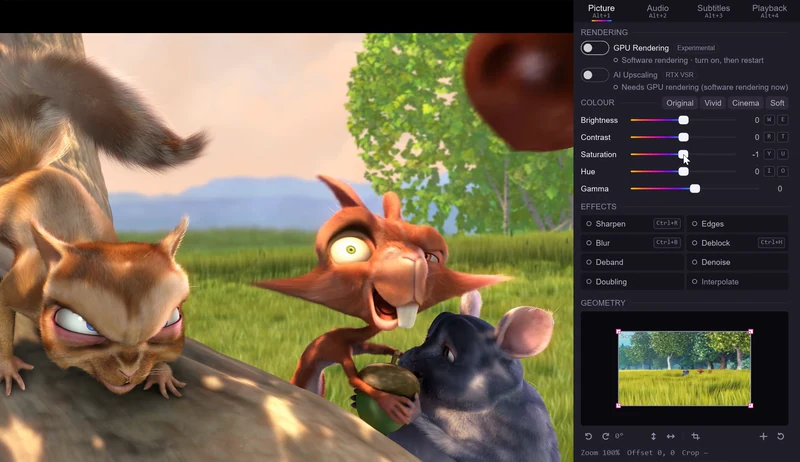 Picture Audio Subtitles Playback
Alt+1 Alt+2 Alt+3 Alt+4
RENDERING
GPU Rendering Experimental
Software rendering · turn on, then restart
AI Upscaling RTX VSR
Needs GPU rendering (software rendering now)
COLOUR Original Vivid Cinema Soft
Brightness 0 W E
Contrast 0 R T
Saturation -1 Y U
Hue 0 I O
Gamma 0
EFFECTS
Sharpen Ctrl+R Edges
Blur Ctrl+B Deblock Ctrl+H
Deband Denoise
Doubling Interpolate
GEOMETRY
0°
Zoom 100% Offset 0, 0 Crop —